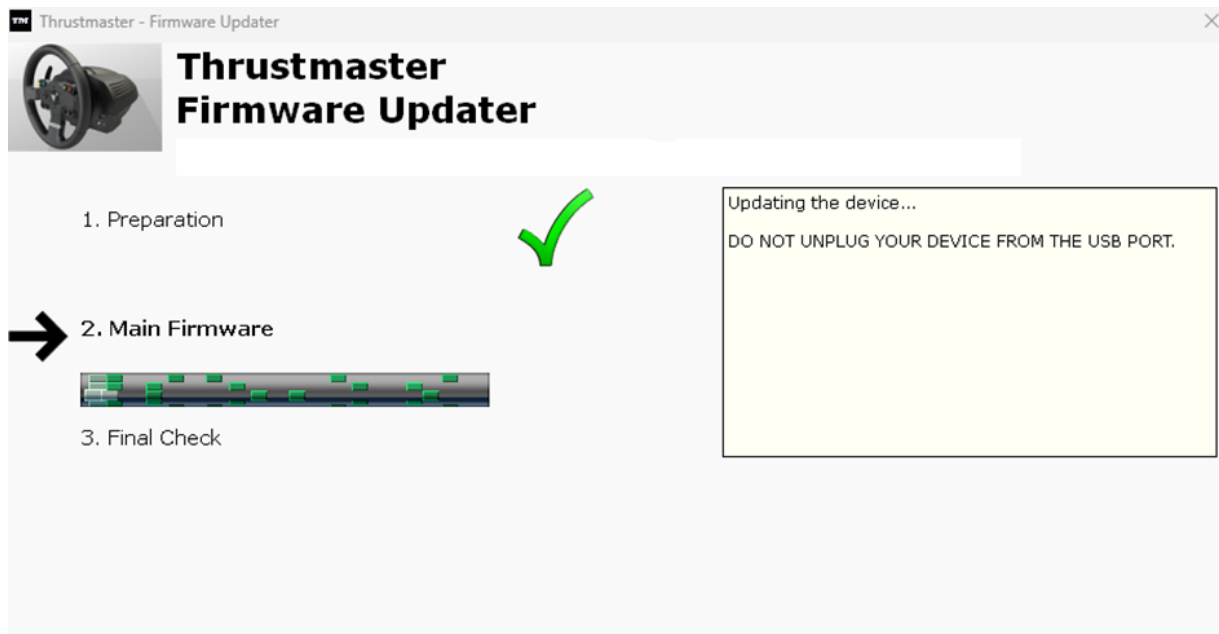 TM Thrustmaster - Firmware Updater
Thrustmaster
Firmware Updater
1. Preparation
2. Main Firmware
3. Final Check
Updating the device...
DO NOT UNPLUG YOUR DEVICE FROM THE USB PORT.